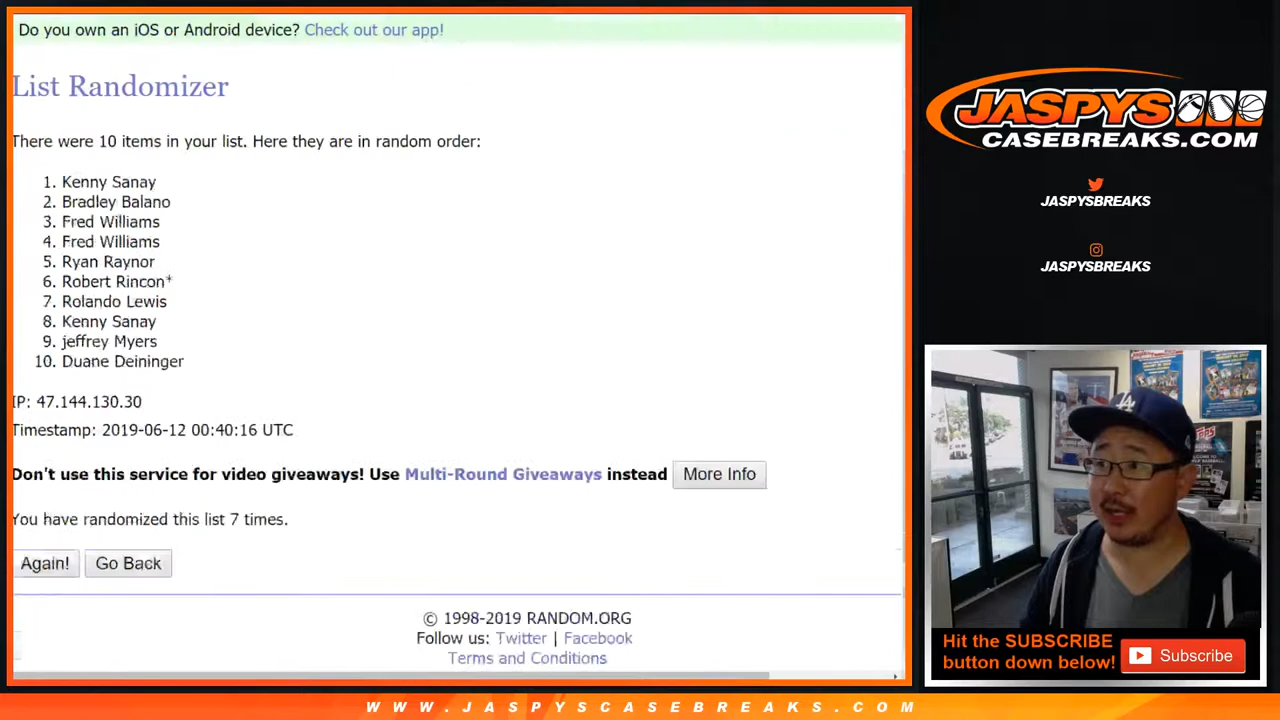 Do you own an iOS or Android device? Check out our app!
List Randomizer
There were 10 items in your list. Here they are in random order:
1. Kenny Sanay
2. Bradley Balano
3. Fred Williams
4. Fred Williams
5. Ryan Raynor
6. Robert Rincon*
7. Rolando Lewis
8. Kenny Sanay
9. jeffrey Myers
10. Duane Deininger
IP: 47.144.130.30
Timestamp: 2019-06-12 00:40:16 UTC
Don't use this service for video giveaways! Use Multi-Round Giveaways instead More Info
You have randomized this list 7 times.
Again! Go Back
© 1998-2019 RANDOM.ORG
Follow us: Twitter | Facebook
Terms and Conditions
JASPYS
CASEBREAKS.COM
JASPYSBREAKS
JASPYSBREAKS
LA
Topps
Hit the SUBSCRIBE
button down below!
Subscribe
WWW.JASPYSCASEBREAKS.COM